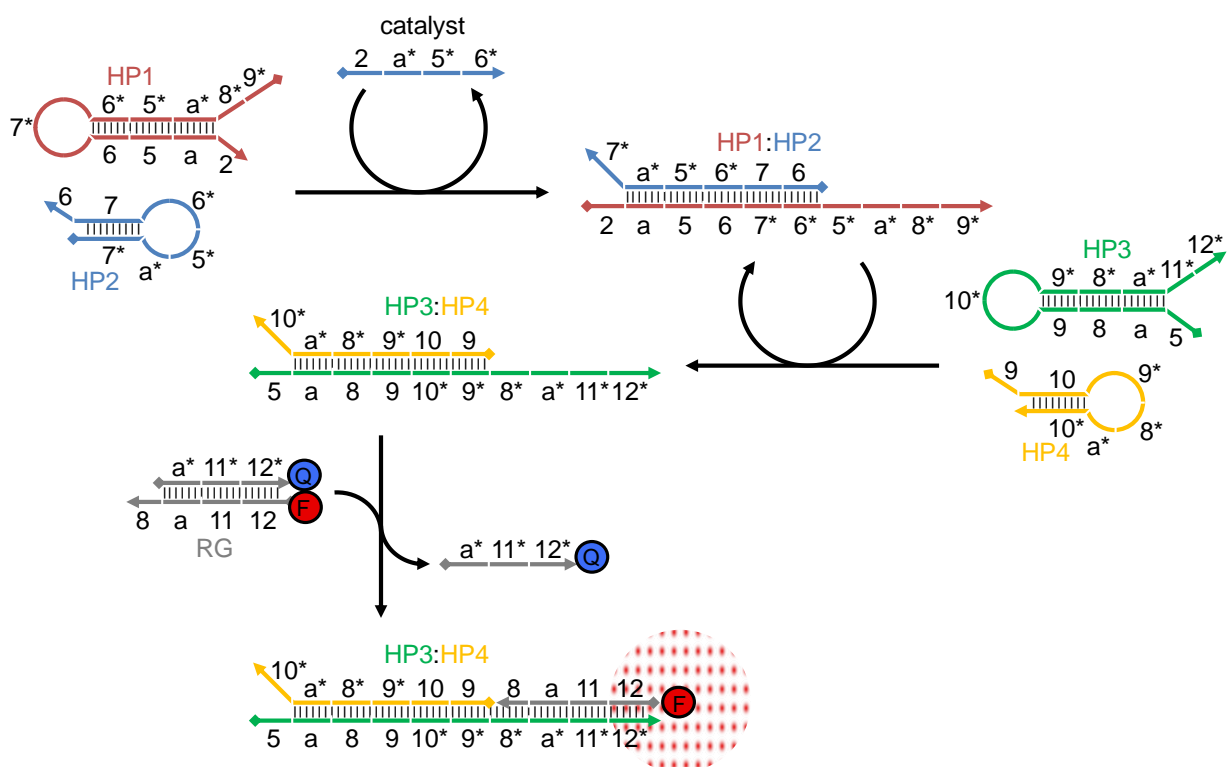 catalyst
2 a* 5* 6*
HP1
9*
8*
6* 5* a*
7*
6 5 a 2
6 7 6*
7* a* 5*
HP2
HP1:HP2
7* a* 5* 6* 7 6
2 a 5 6 7* 6* 5* a* 8* 9*
HP3
12*
11*
9* 8* a*
10*
9 8 a 5
9 10 9*
10* a* 8*
HP4
HP3:HP4
10* a* 8* 9* 10 9
5 a 8 9 10* 9* 8* a* 11* 12*
a* 11* 12* Q
F
8 a 11 12
RG
a* 11* 12* Q
HP3:HP4
10* a* 8* 9* 10 9 8 a 11 12 F
5 a 8 9 10* 9* 8* a* 11* 12*